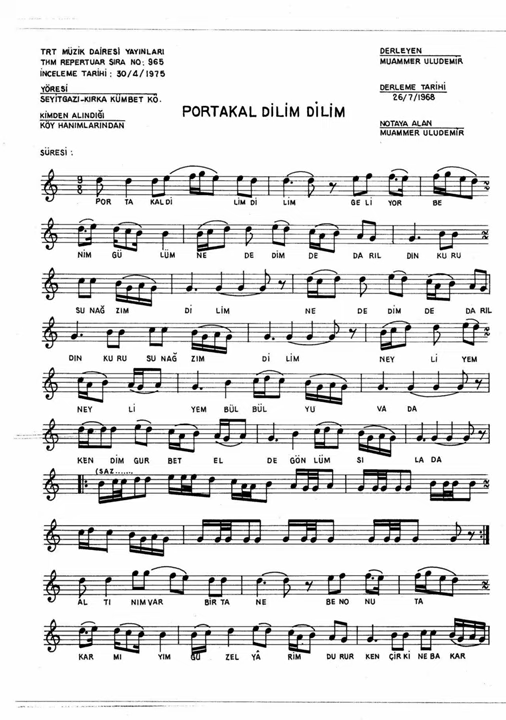 TRT MÜZİK DAİRESİ YAYINLARI
THM REPERTUAR SIRA NO: 965
İNCELEME TARİHİ : 30/4/1975
YÖRESİ
SEYİTGAZİ-KIRKA KÜMBET KÖ.
KİMDEN ALINDIĞI
KÖY HANIMLARINDAN
SÜRESİ :
PORTAKAL DİLİM DİLİM
DERLEYEN
MUAMMER ULUDEMİR
DERLEME TARİHİ
26/7/1968
NOTAYA ALAN
MUAMMER ULUDEMİR
9
8
POR TA KAL Dİ LİM Dİ LİM GE Lİ YOR BE
NİM GÜ LÜM NE DE DİM DE DA RIL DIN KU RU
SU NAĞ ZIM Dİ LİM NE DE DİM DE DA RIL
DIN KU RU SU NAĞ ZIM Dİ LİM NEY Lİ YEM
NEY Lİ YEM BÜL BÜL YU VA DA
KEN DİM GUR BET EL DE GÖN LÜM SI LA DA
(SAZ.......
AL TI NIM VAR BİR TA NE BE NO NU TA
KAR MI YIM GÜ ZEL YÂ RİM DU RUR KEN ÇİR Kİ NE BA KAR